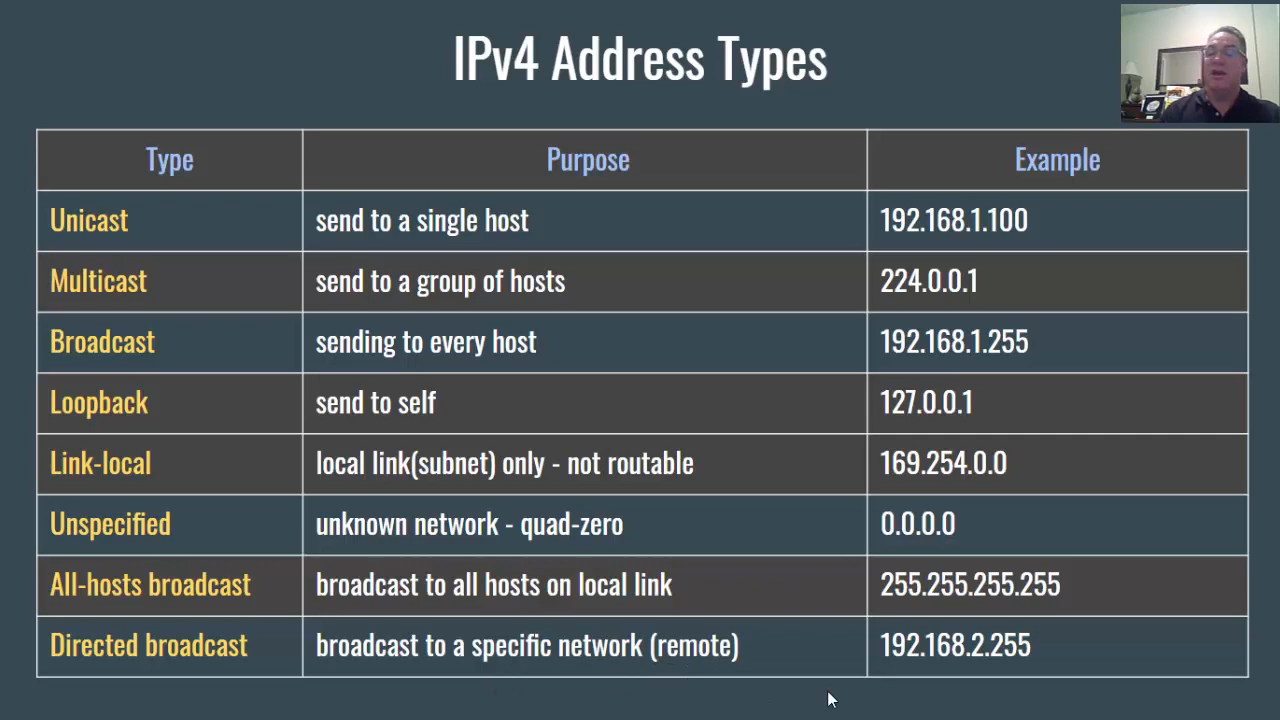 IPv4 Address Types
Type Purpose Example
Unicast send to a single host 192.168.1.100
Multicast send to a group of hosts 224.0.0.1
Broadcast sending to every host 192.168.1.255
Loopback send to self 127.0.0.1
Link-local local link(subnet) only - not routable 169.254.0.0
Unspecified unknown network - quad-zero 0.0.0.0
All-hosts broadcast broadcast to all hosts on local link 255.255.255.255
Directed broadcast broadcast to a specific network (remote) 192.168.2.255